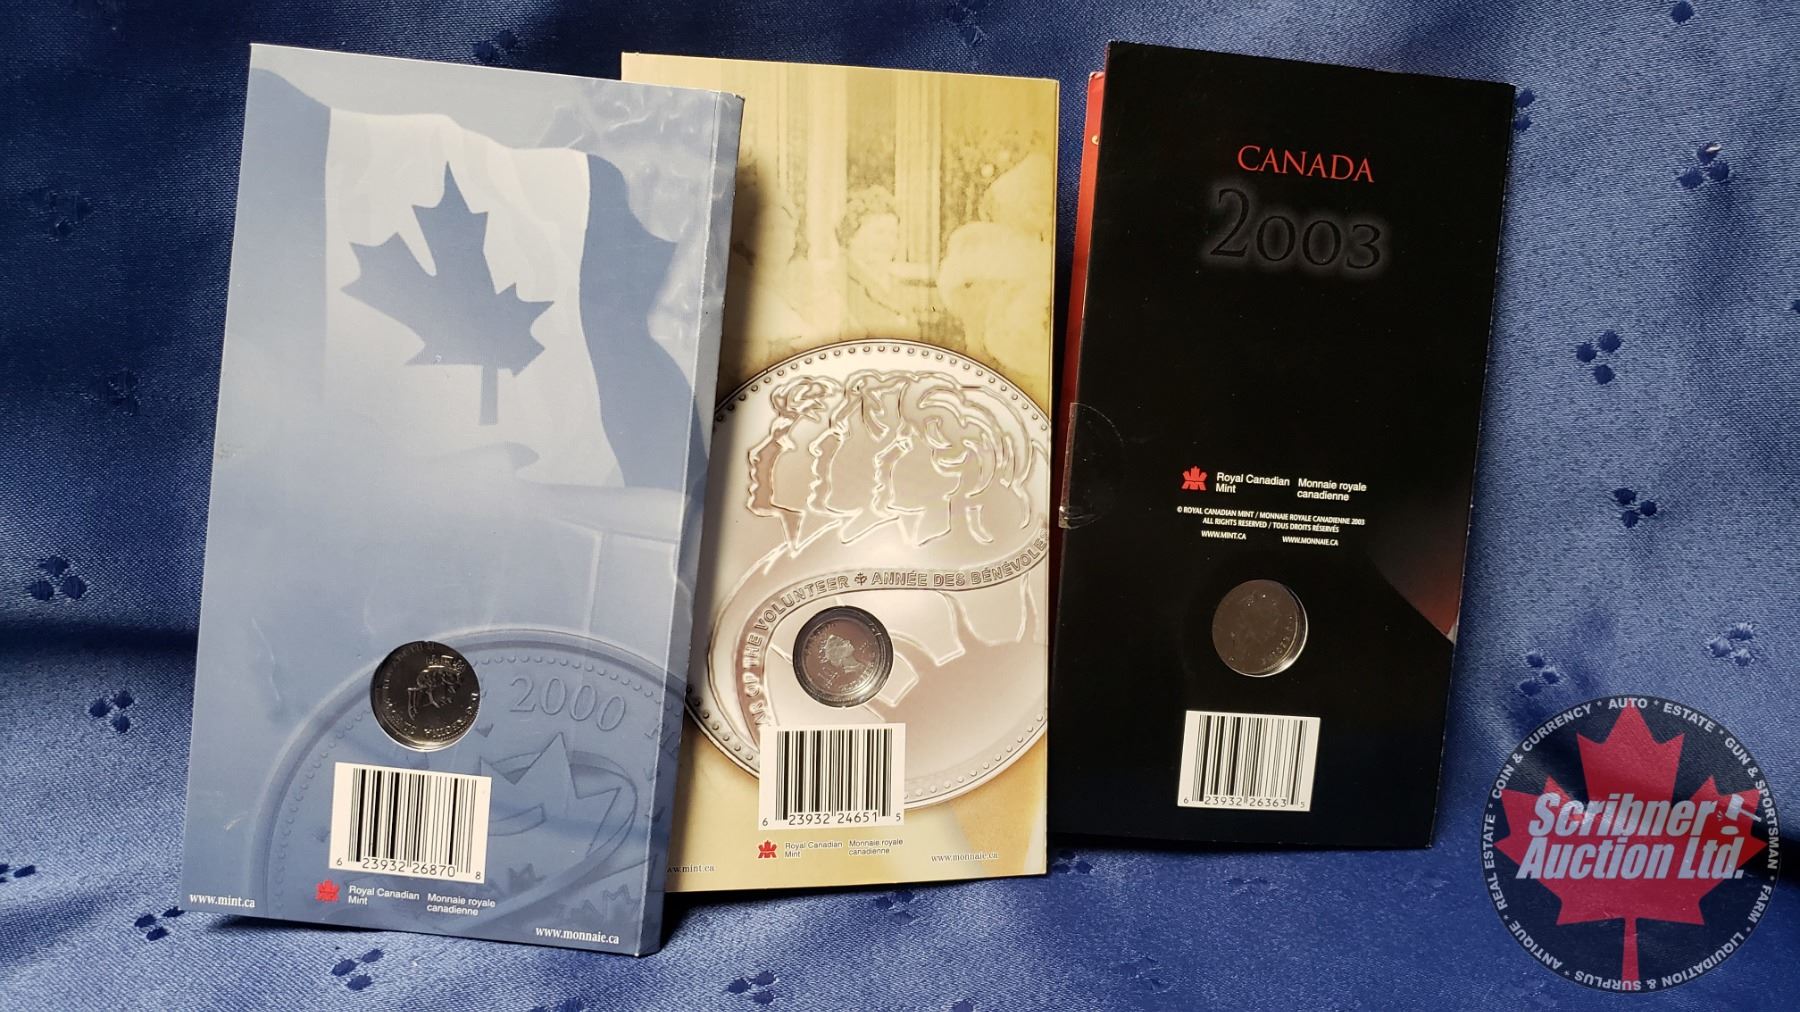 2000
6 23932 26870 8
Royal Canadian Mint
Monnaie royale canadienne
www.mint.ca
www.monnaie.ca
OF THE VOLUNTEER ANNÉE DES BÉNÉVOLES
6 23932 24651 5
Royal Canadian Mint
Monnaie royale canadienne
www.mint.ca
www.monnaie.ca
CANADA
2003
Royal Canadian Mint
Monnaie royale canadienne
© ROYAL CANADIAN MINT / MONNAIE ROYALE CANADIENNE 2003
ALL RIGHTS RESERVED / TOUS DROITS RÉSERVÉS
WWW.MINT.CA
WWW.MONNAIE.CA
6 23932 26363 5
Scribner!
Auction Ltd.
ANTIQUE * REAL ESTATE * COIN & CURRENCY * AUTO * ESTATE * GUN & SPORTSMAN * FARM * LIQUIDATION & SURPLUS *